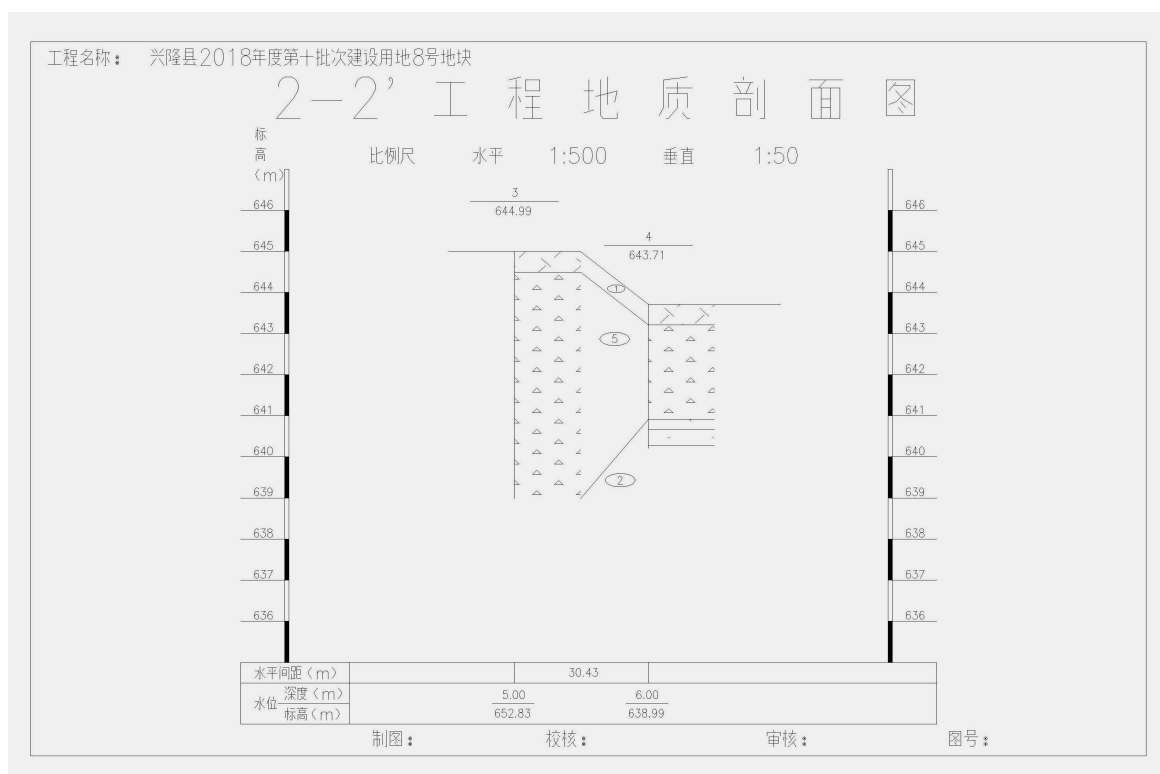 工程名称： 兴隆县2018年度第十批次建设用地8号地块
2-2' 工程地质剖面图
标
高
(m)
比例尺 水平 1:500 垂直 1:50
3
644.99
4
643.71
646 646
645 645
644 644
643 643
642 642
641 641
640 640
639 639
638 638
637 637
636 636
①
⑤
②
水平间距(m) 30.43
水位 深度(m) 5.00 6.00
标高(m) 652.83 638.99
制图： 校核： 审核： 图号：